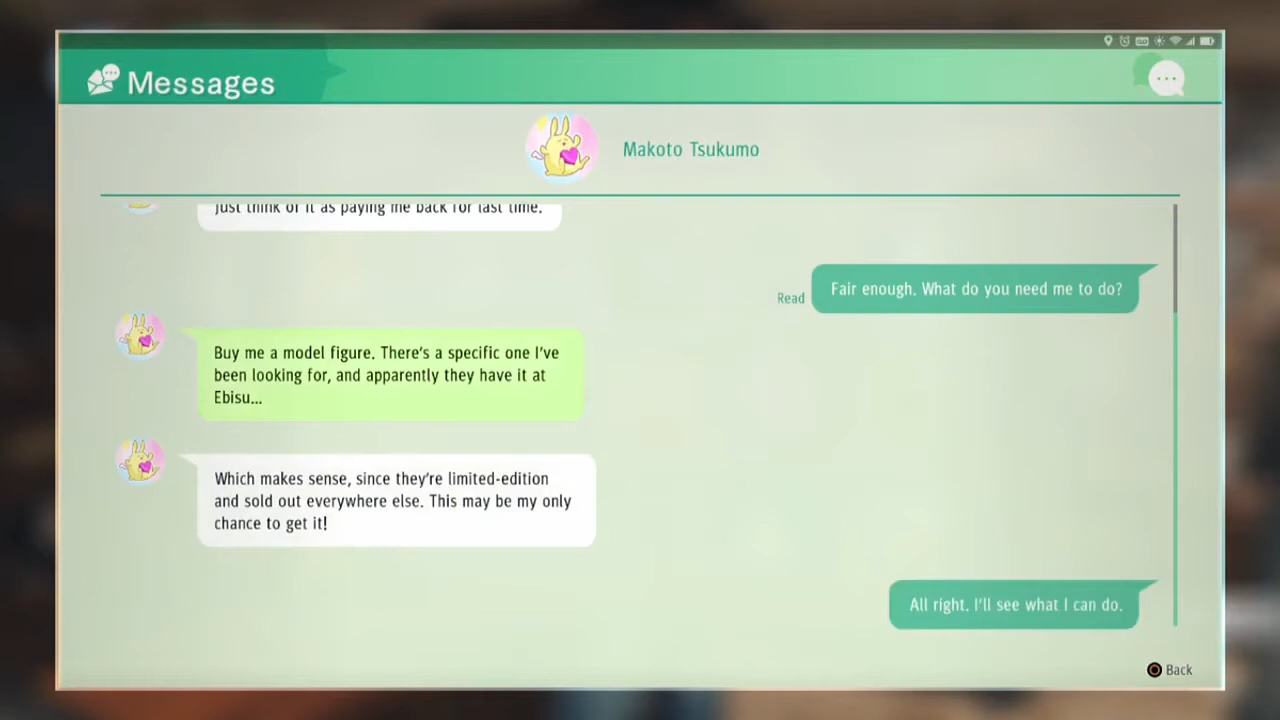 Messages
Makoto Tsukumo
Just think of it as paying me back for last time.
Fair enough. What do you need me to do?
Read
Buy me a model figure. There's a specific one I've
been looking for, and apparently they have it at
Ebisu...
Which makes sense, since they're limited-edition
and sold out everywhere else. This may be my only
chance to get it!
All right. I'll see what I can do.
Back